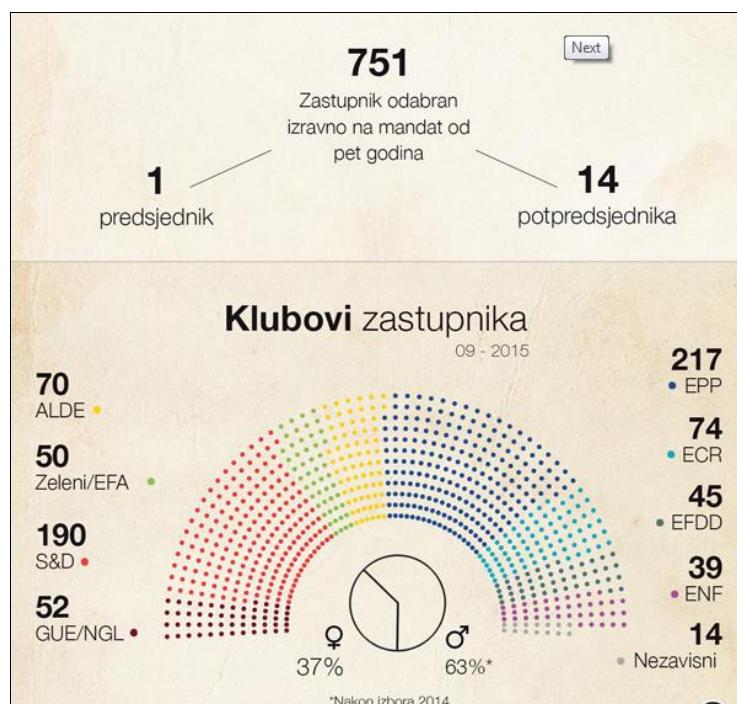 Next
751
Zastupnik odabran
izravno na mandat od
pet godina
1
predsjednik
14
potpredsjednika
Klubovi zastupnika
09 - 2015
70
ALDE
50
Zeleni/EFA
190
S&D
52
GUE/NGL
217
EPP
74
ECR
45
EFDD
39
ENF
14
Nezavisni
37%
63%*
*Nakon izbora 2014